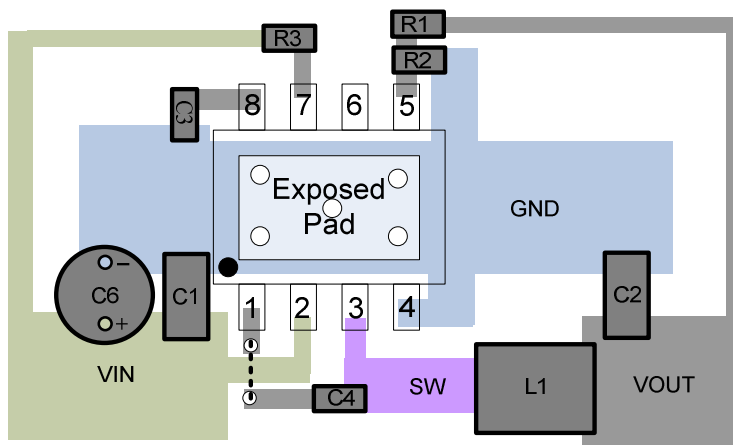 R1
R3
R2
8
7
6
5
C3
Exposed
Pad
GND
−
C6
+
C1
C2
1
2
3
4
VIN
SW
L1
VOUT
C4